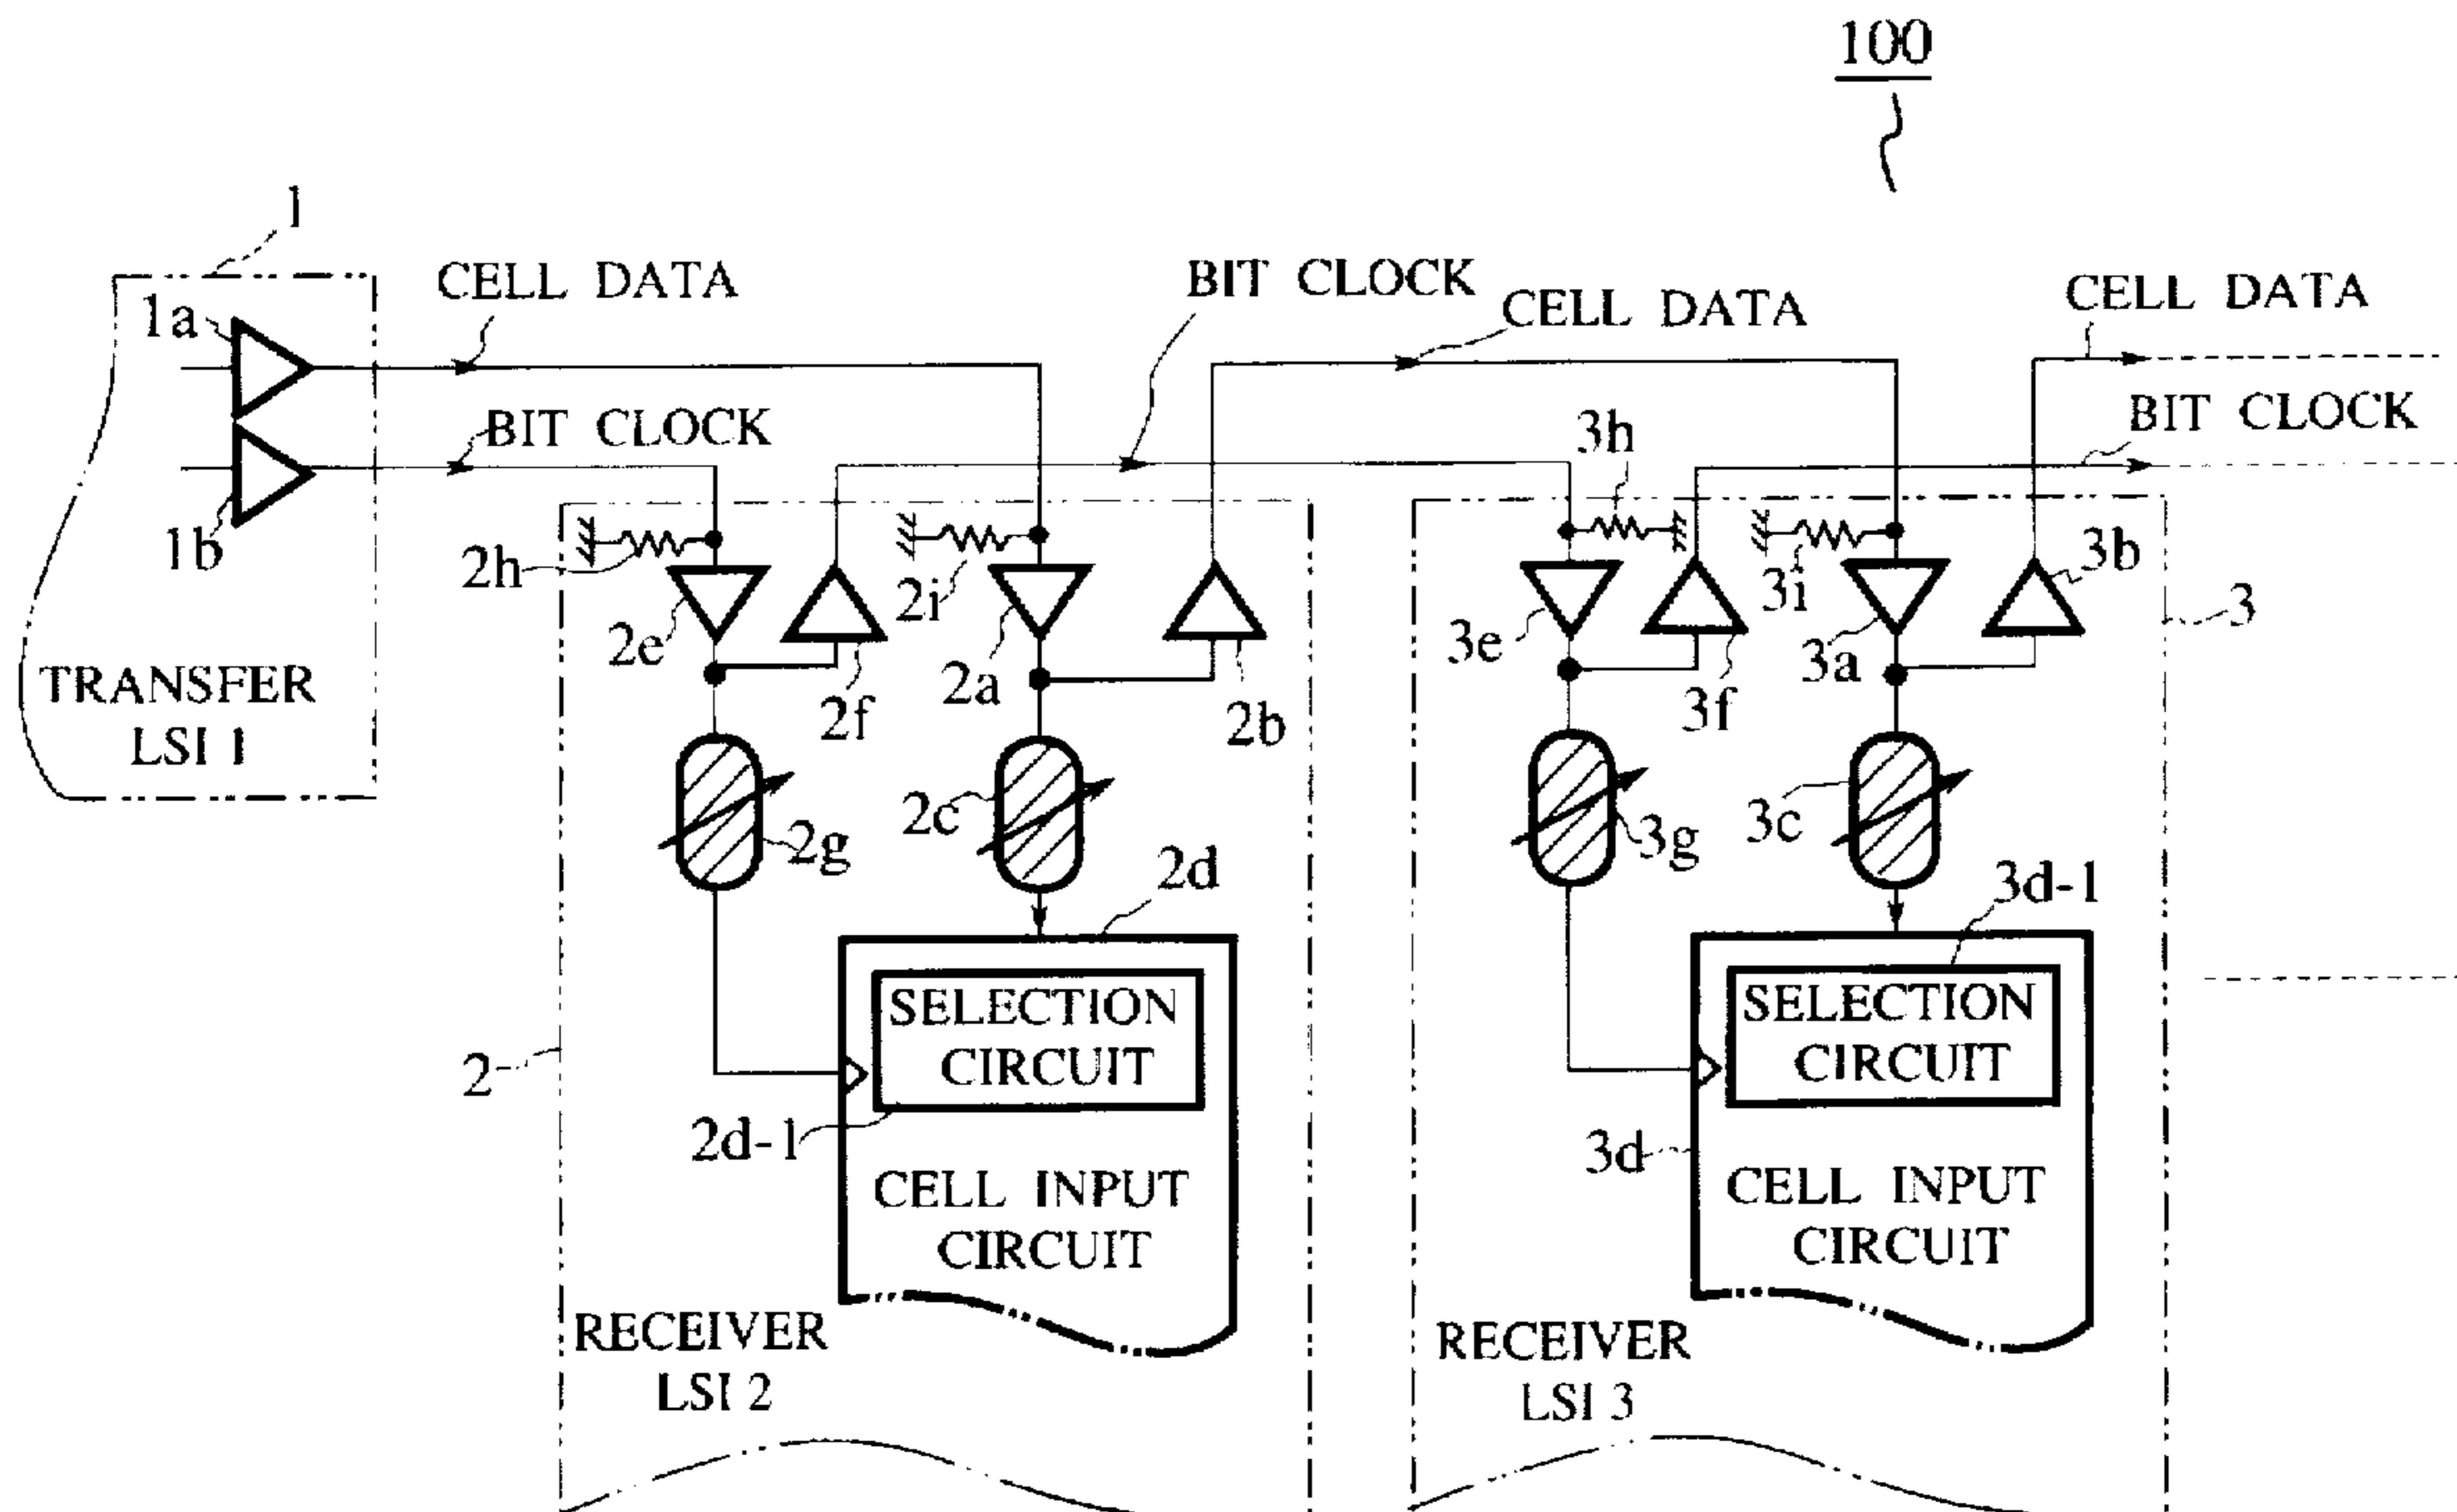 100
1
CELL DATA
BIT CLOCK
CELL DATA
CELL DATA
1a
BIT CLOCK
BIT CLOCK
3h
1b
2h
2i
3i
3b
2e
2a
3e
3a
3
2f
2b
3f
TRANSFER
LSI 1
2g
2c
3g
3c
2d
3d-1
SELECTION
CIRCUIT
SELECTION
CIRCUIT
2
2d-1
3d
CELL INPUT
CIRCUIT
CELL INPUT
CIRCUIT
RECEIVER
LSI 2
RECEIVER
LSI 3